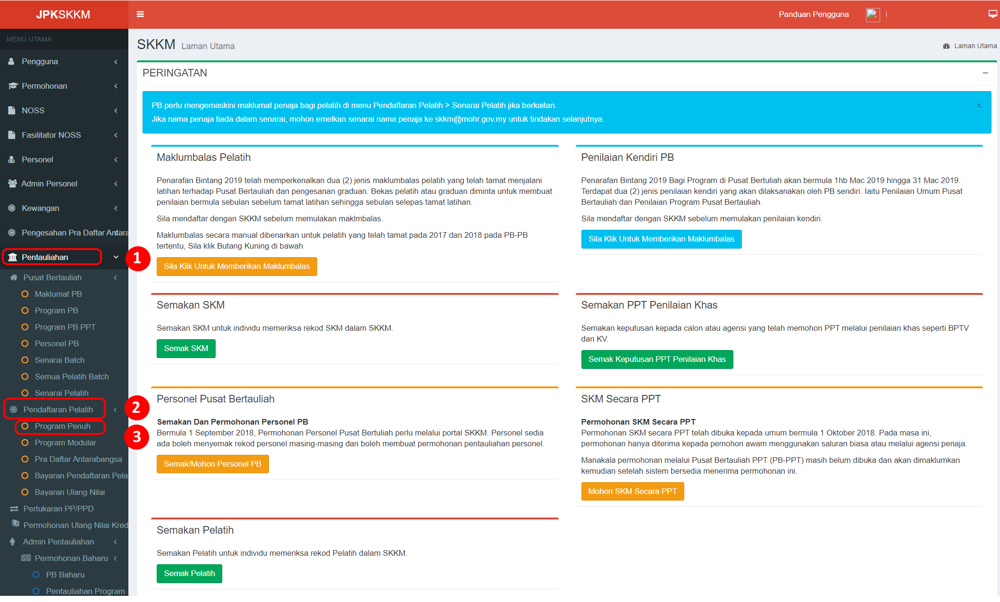 JPKSKKM
Panduan Pengguna
MENU UTAMA
Pengguna
Permohonan
NOSS
Fasilitator NOSS
Personel
Admin Personel
Kewangan
Pengesahan Pra Daftar Antara
Pentauliahan
1
Pusat Bertauliah
Maklumat PB
Program PB
Program PB PPT
Personel PB
Senarai Batch
Semua Pelatih Batch
Senarai Pelatih
Pendaftaran Pelatih
2
Program Penuh
3
Program Modular
Pra Daftar Antarabangsa
Bayaran Pendaftaran Pela
Bayaran Ulang Nilai
Pertukaran PP/PPD
Permohonan Ulang Nilai Kred
Admin Pentauliahan
Permohonan Baharu
PB Baharu
Pentauliahan Program
SKKM Laman Utama
Laman Utama
PERINGATAN
PB perlu mengemaskini maklumat penaja bagi pelatih di menu Pendaftaran Pelatih > Senarai Pelatih jika berkaitan.
Jika nama penaja tiada dalam senarai, mohon emelkan senarai nama penaja ke skkm@mohr.gov.my untuk tindakan selanjutnya.
Maklumbalas Pelatih
Penarafan Bintang 2019 telah memperkenalkan dua (2) jenis maklumbalas pelatih yang telah tamat menjalani
latihan terhadap Pusat Bertauliah dan pengesanan graduan. Bekas pelatih atau graduan diminta untuk membuat
penilaian bermula sebulan sebelum tamat latihan sehingga sebulan selepas tamat latihan.
Sila mendaftar dengan SKKM sebelum memulakan maklmbalas.
Maklumbalas secara manual dibenarkan untuk pelatih yang telah tamat pada 2017 dan 2018 pada PB-PB
tertentu, Sila klik Butang Kuning di bawah
Sila Klik Untuk Memberikan Maklumbalas
Penilaian Kendiri PB
Penarafan Bintang 2019 Bagi Program di Pusat Bertuliah akan bermula 1hb Mac 2019 hingga 31 Mac 2019.
Terdapat dua (2) jenis penilaian kendiri yang akan dilaksanakan oleh PB sendiri. Iaitu Penilaian Umum Pusat
Bertauliah dan Penilaian Program Pusat Bertauliah.
Sila mendaftar dengan SKKM sebelum memulakan penilaian kendiri.
Sila Klik Untuk Memberikan Maklumbalas
Semakan SKM
Semakan SKM untuk individu memeriksa rekod SKM dalam SKKM.
Semak SKM
Semakan PPT Penilaian Khas
Semakan keputusan kepada calon atau agensi yang telah memohon PPT melalui penilaian khas seperti BPTV
dan KV.
Semak Keputusan PPT Penilaian Khas
Personel Pusat Bertauliah
Semakan Dan Permohonan Personel PB
Bermula 1 September 2018, Permohonan Personel Pusat Bertuliah perlu melalui portal SKKM. Personel sedia
ada boleh menyemak rekod personel masing-masing dan boleh membuat permohonan pentauliahan personel.
Semak/Mohon Personel PB
SKM Secara PPT
Permohonan SKM Secara PPT
Permohonan SKM secara PPT telah dibuka kepada umum bermula 1 Oktober 2018. Pada masa ini,
permohonan hanya diterima kepada pemohon awam menggunakan saluran biasa atau melalui agensi penaja.
Manakala permohonan melalui Pusat Bertauliah PPT (PB-PPT) masih belum dibuka dan akan dimaklumkan
kemudian setelah sistem bersedia menerima permohonan ini.
Mohon SKM Secara PPT
Semakan Pelatih
Semakan Pelatih untuk individu memeriksa rekod Pelatih dalam SKKM.
Semak Pelatih